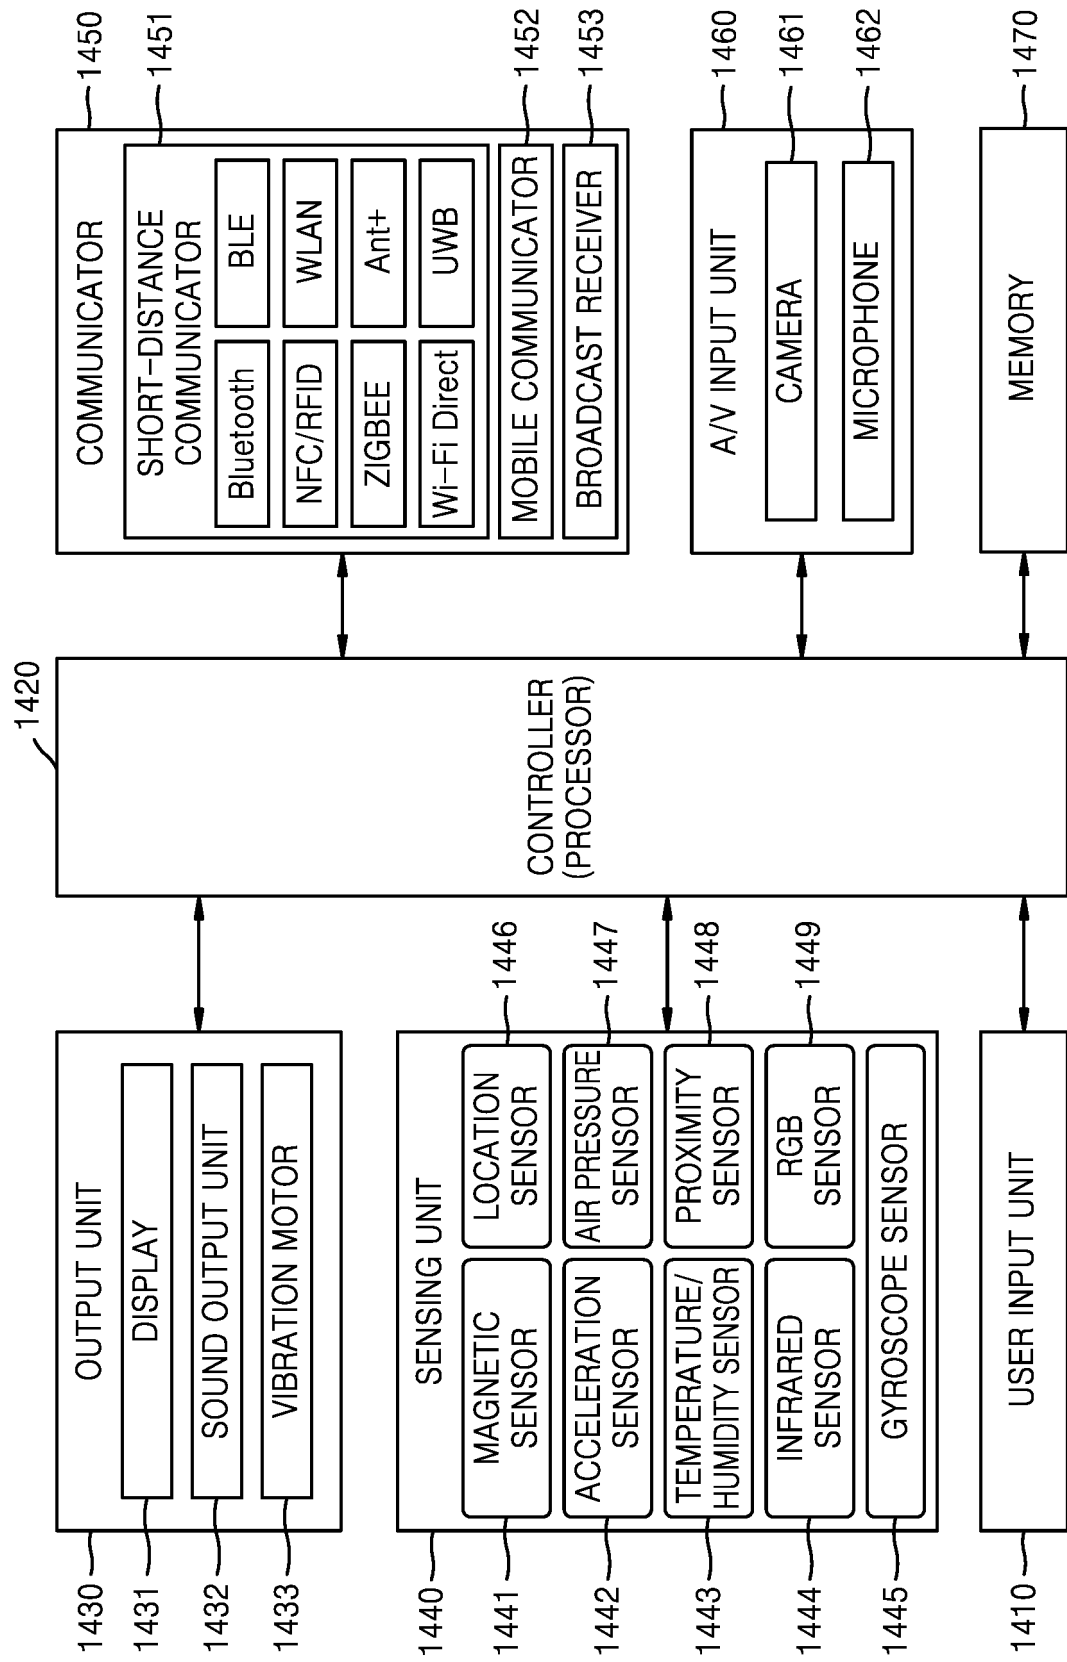 1420
1430
OUTPUT UNIT
1431
DISPLAY
1432
SOUND OUTPUT UNIT
1433
VIBRATION MOTOR
1440
SENSING UNIT
1441
MAGNETIC
SENSOR
LOCATION
SENSOR
1446
1442
ACCELERATION
SENSOR
AIR PRESSURE
SENSOR
1447
1443
TEMPERATURE/
HUMIDITY SENSOR
PROXIMITY
SENSOR
1448
1444
INFRARED
SENSOR
RGB
SENSOR
1449
1445
GYROSCOPE SENSOR
1410
USER INPUT UNIT
CONTROLLER
(PROCESSOR)
COMMUNICATOR
1450
SHORT-DISTANCE
COMMUNICATOR
1451
Bluetooth
BLE
NFC/RFID
WLAN
ZIGBEE
Ant+
Wi-Fi Direct
UWB
MOBILE COMMUNICATOR
1452
BROADCAST RECEIVER
1453
A/V INPUT UNIT
1460
CAMERA
1461
MICROPHONE
1462
MEMORY
1470